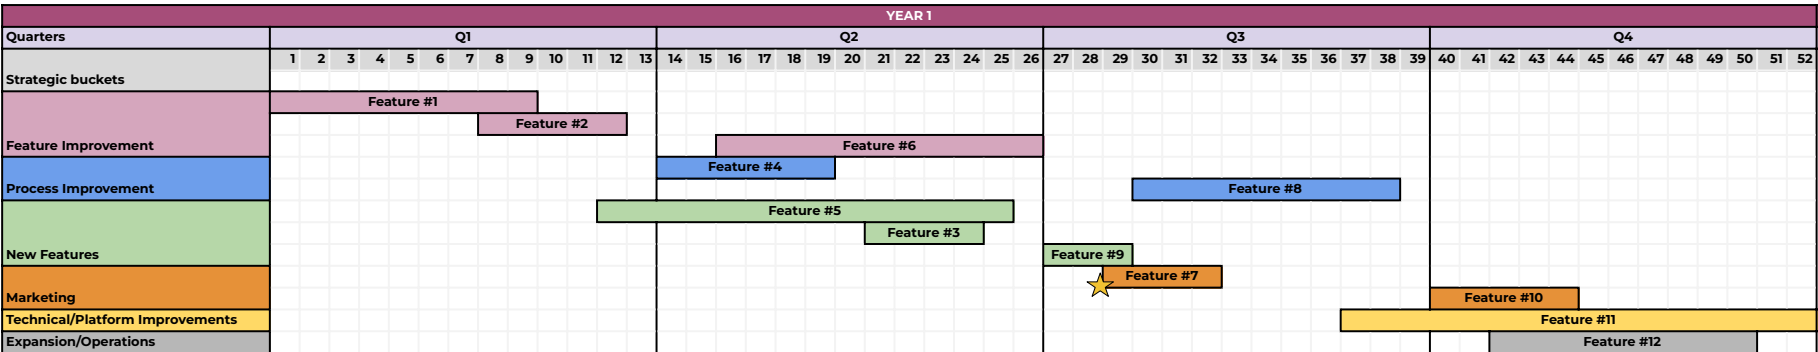 YEAR 1
Quarters Q1 Q2 Q3 Q4
1 2 3 4 5 6 7 8 9 10 11 12 13 14 15 16 17 18 19 20 21 22 23 24 25 26 27 28 29 30 31 32 33 34 35 36 37 38 39 40 41 42 43 44 45 46 47 48 49 50 51 52
Strategic buckets
Feature #1
Feature #2
Feature Improvement Feature #6
Feature #4
Process Improvement Feature #8
Feature #5
Feature #3
New Features Feature #9
Feature #7
Marketing Feature #10
Technical/Platform Improvements Feature #11
Expansion/Operations Feature #12